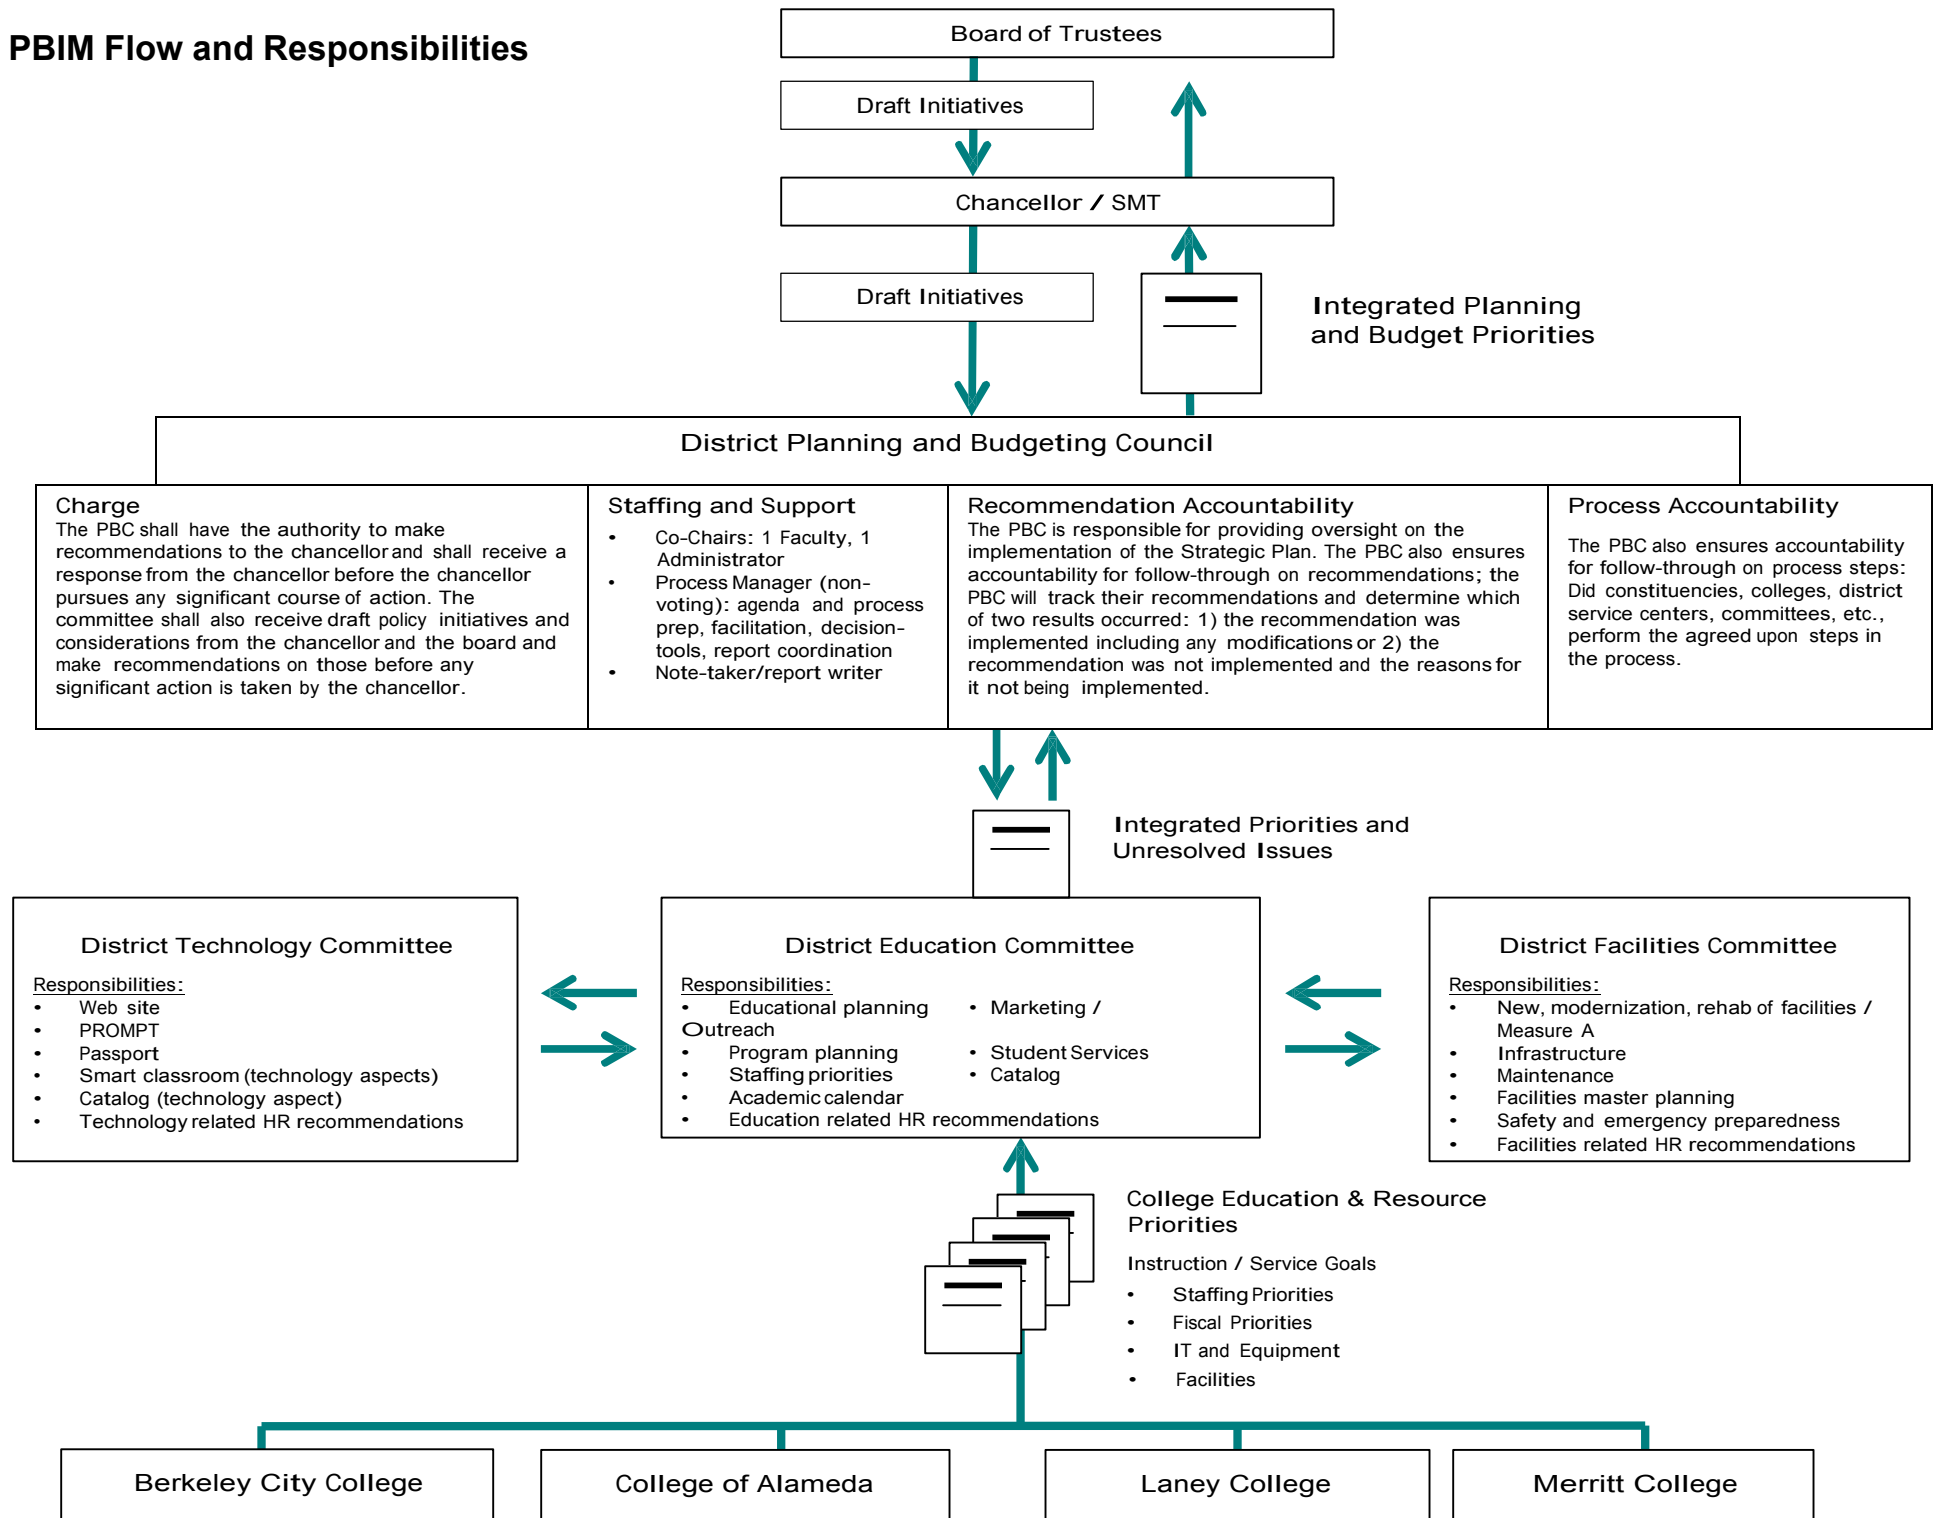 PBIM Flow and Responsibilities
Board of Trustees
Draft Initiatives
Chancellor / SMT
Draft Initiatives
Integrated Planning
and Budget Priorities
District Planning and Budgeting Council
Charge
The PBC shall have the authority to make
recommendations to the chancellor and shall receive a
response from the chancellor before the chancellor
pursues any significant course of action. The
committee shall also receive draft policy initiatives and
considerations from the chancellor and the board and
make recommendations on those before any
significant action is taken by the chancellor.
Staffing and Support
• Co-Chairs: 1 Faculty, 1
Administrator
• Process Manager (non-
voting): agenda and process
prep, facilitation, decision-
tools, report coordination
• Note-taker/report writer
Recommendation Accountability
The PBC is responsible for providing oversight on the
implementation of the Strategic Plan. The PBC also ensures
accountability for follow-through on recommendations; the
PBC will track their recommendations and determine which
of two results occurred: 1) the recommendation was
implemented including any modifications or 2) the
recommendation was not implemented and the reasons for
it not being implemented.
Process Accountability
The PBC also ensures accountability
for follow-through on process steps:
Did constituencies, colleges, district
service centers, committees, etc.,
perform the agreed upon steps in
the process.
Integrated Priorities and
Unresolved Issues
District Technology Committee
Responsibilities:
• Web site
• PROMPT
• Passport
• Smart classroom (technology aspects)
• Catalog (technology aspect)
• Technology related HR recommendations
District Education Committee
Responsibilities:
• Educational planning • Marketing /
Outreach
• Program planning • Student Services
• Staffing priorities • Catalog
• Academic calendar
• Education related HR recommendations
District Facilities Committee
Responsibilities:
• New, modernization, rehab of facilities /
Measure A
• Infrastructure
• Maintenance
• Facilities master planning
• Safety and emergency preparedness
• Facilities related HR recommendations
College Education & Resource
Priorities
Instruction / Service Goals
• Staffing Priorities
• Fiscal Priorities
• IT and Equipment
• Facilities
Berkeley City College
College of Alameda
Laney College
Merritt College